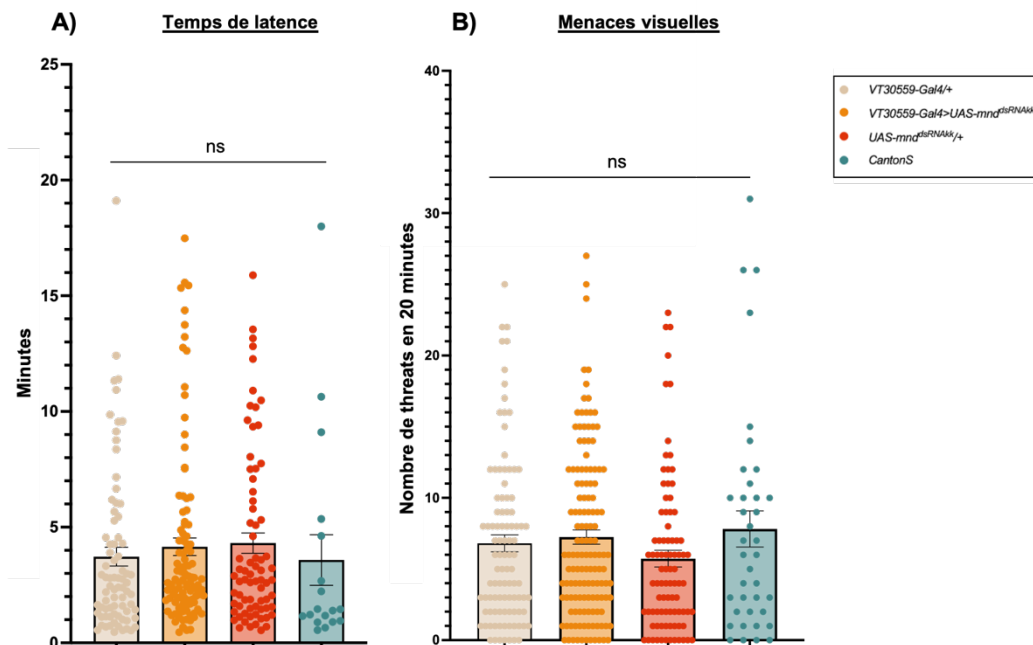 A) Temps de latence
25
20
15
10
5
0
Minutes
ns
B) Menaces visuelles
40
30
20
10
0
Nombre de threats en 20 minutes
ns
VT30559-Gal4/+
VT30559-Gal4>UAS-mnd^dsRNAkk
UAS-mnd^dsRNAkk/+
CantonS